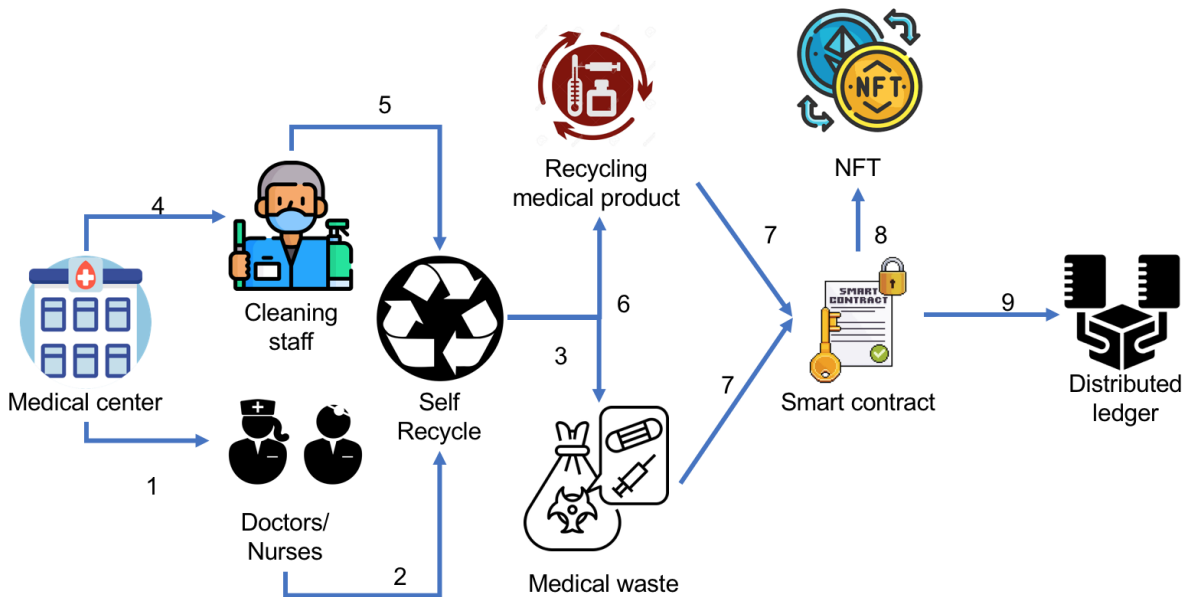 5
4
Cleaning
staff
Medical center
1
Doctors/
Nurses
2
Self
Recycle
Recycling
medical product
6
3
Medical waste
7
7
NFT
NFT
8
SMART
CONTRACT
Smart contract
9
Distributed
ledger